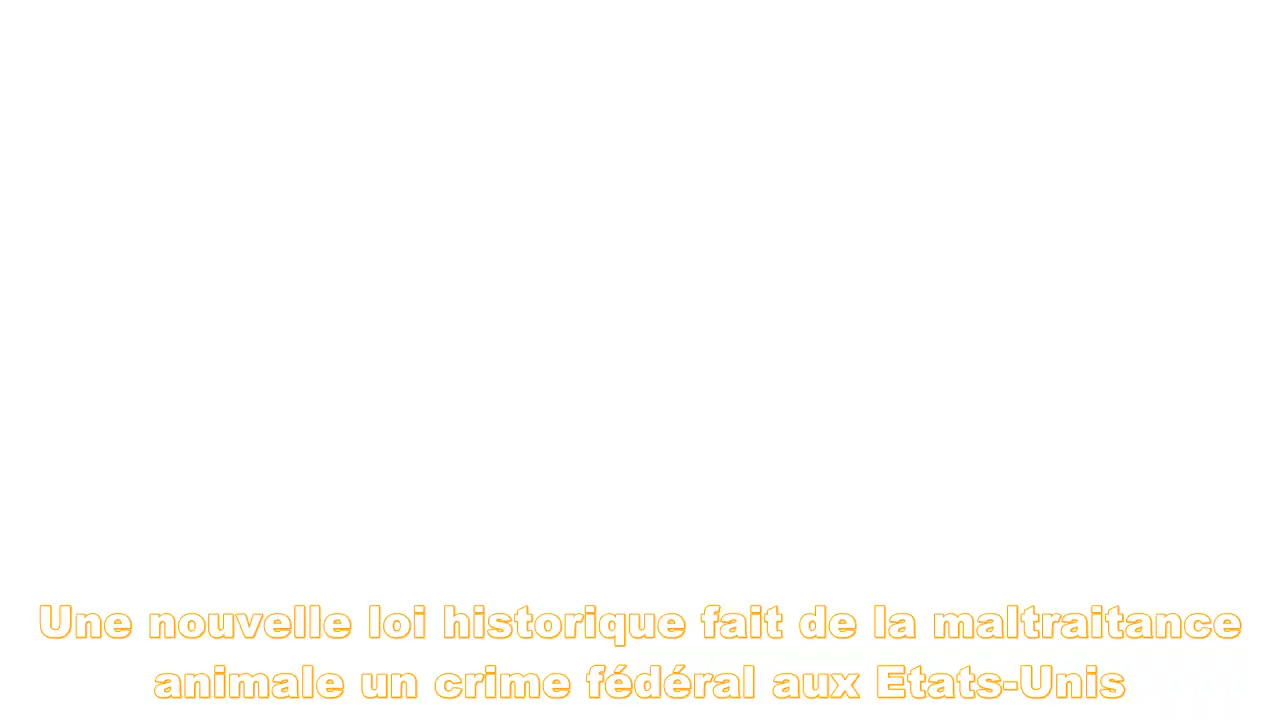 Une nouvelle loi historique fait de la maltraitance
animale un crime fédéral aux Etats-Unis